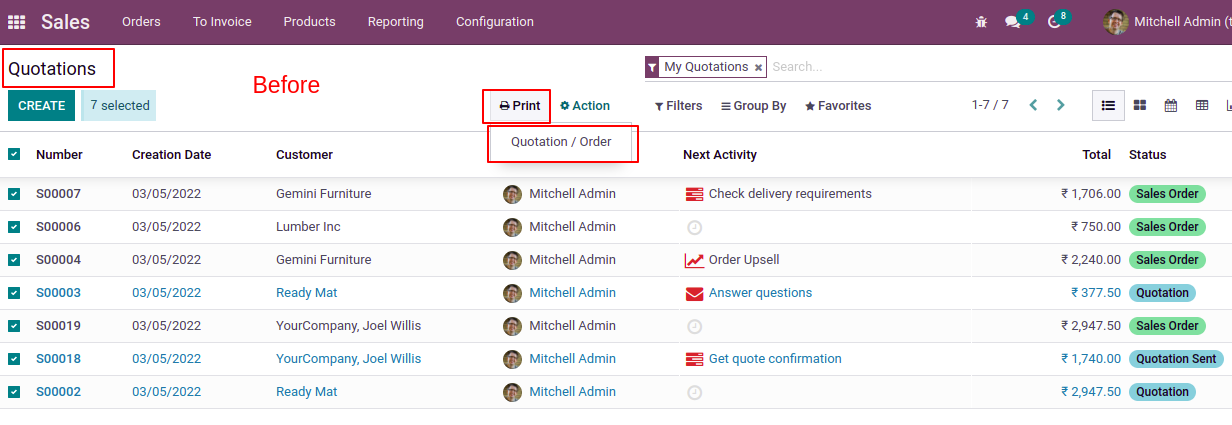 Sales Orders To Invoice Products Reporting Configuration 4 8 Mitchell Admin (t
Quotations My Quotations × Search...
Before
CREATE 7 selected Print Action Filters Group By Favorites 1-7 / 7
Quotation / Order
Number Creation Date Customer Next Activity Total Status
S00007 03/05/2022 Gemini Furniture Mitchell Admin Check delivery requirements ₹ 1,706.00 Sales Order
S00006 03/05/2022 Lumber Inc Mitchell Admin ₹ 750.00 Sales Order
S00004 03/05/2022 Gemini Furniture Mitchell Admin Order Upsell ₹ 2,240.00 Sales Order
S00003 03/05/2022 Ready Mat Mitchell Admin Answer questions ₹ 377.50 Quotation
S00019 03/05/2022 YourCompany, Joel Willis Mitchell Admin ₹ 2,947.50 Sales Order
S00018 03/05/2022 YourCompany, Joel Willis Mitchell Admin Get quote confirmation ₹ 1,740.00 Quotation Sent
S00002 03/05/2022 Ready Mat Mitchell Admin ₹ 2,947.50 Quotation